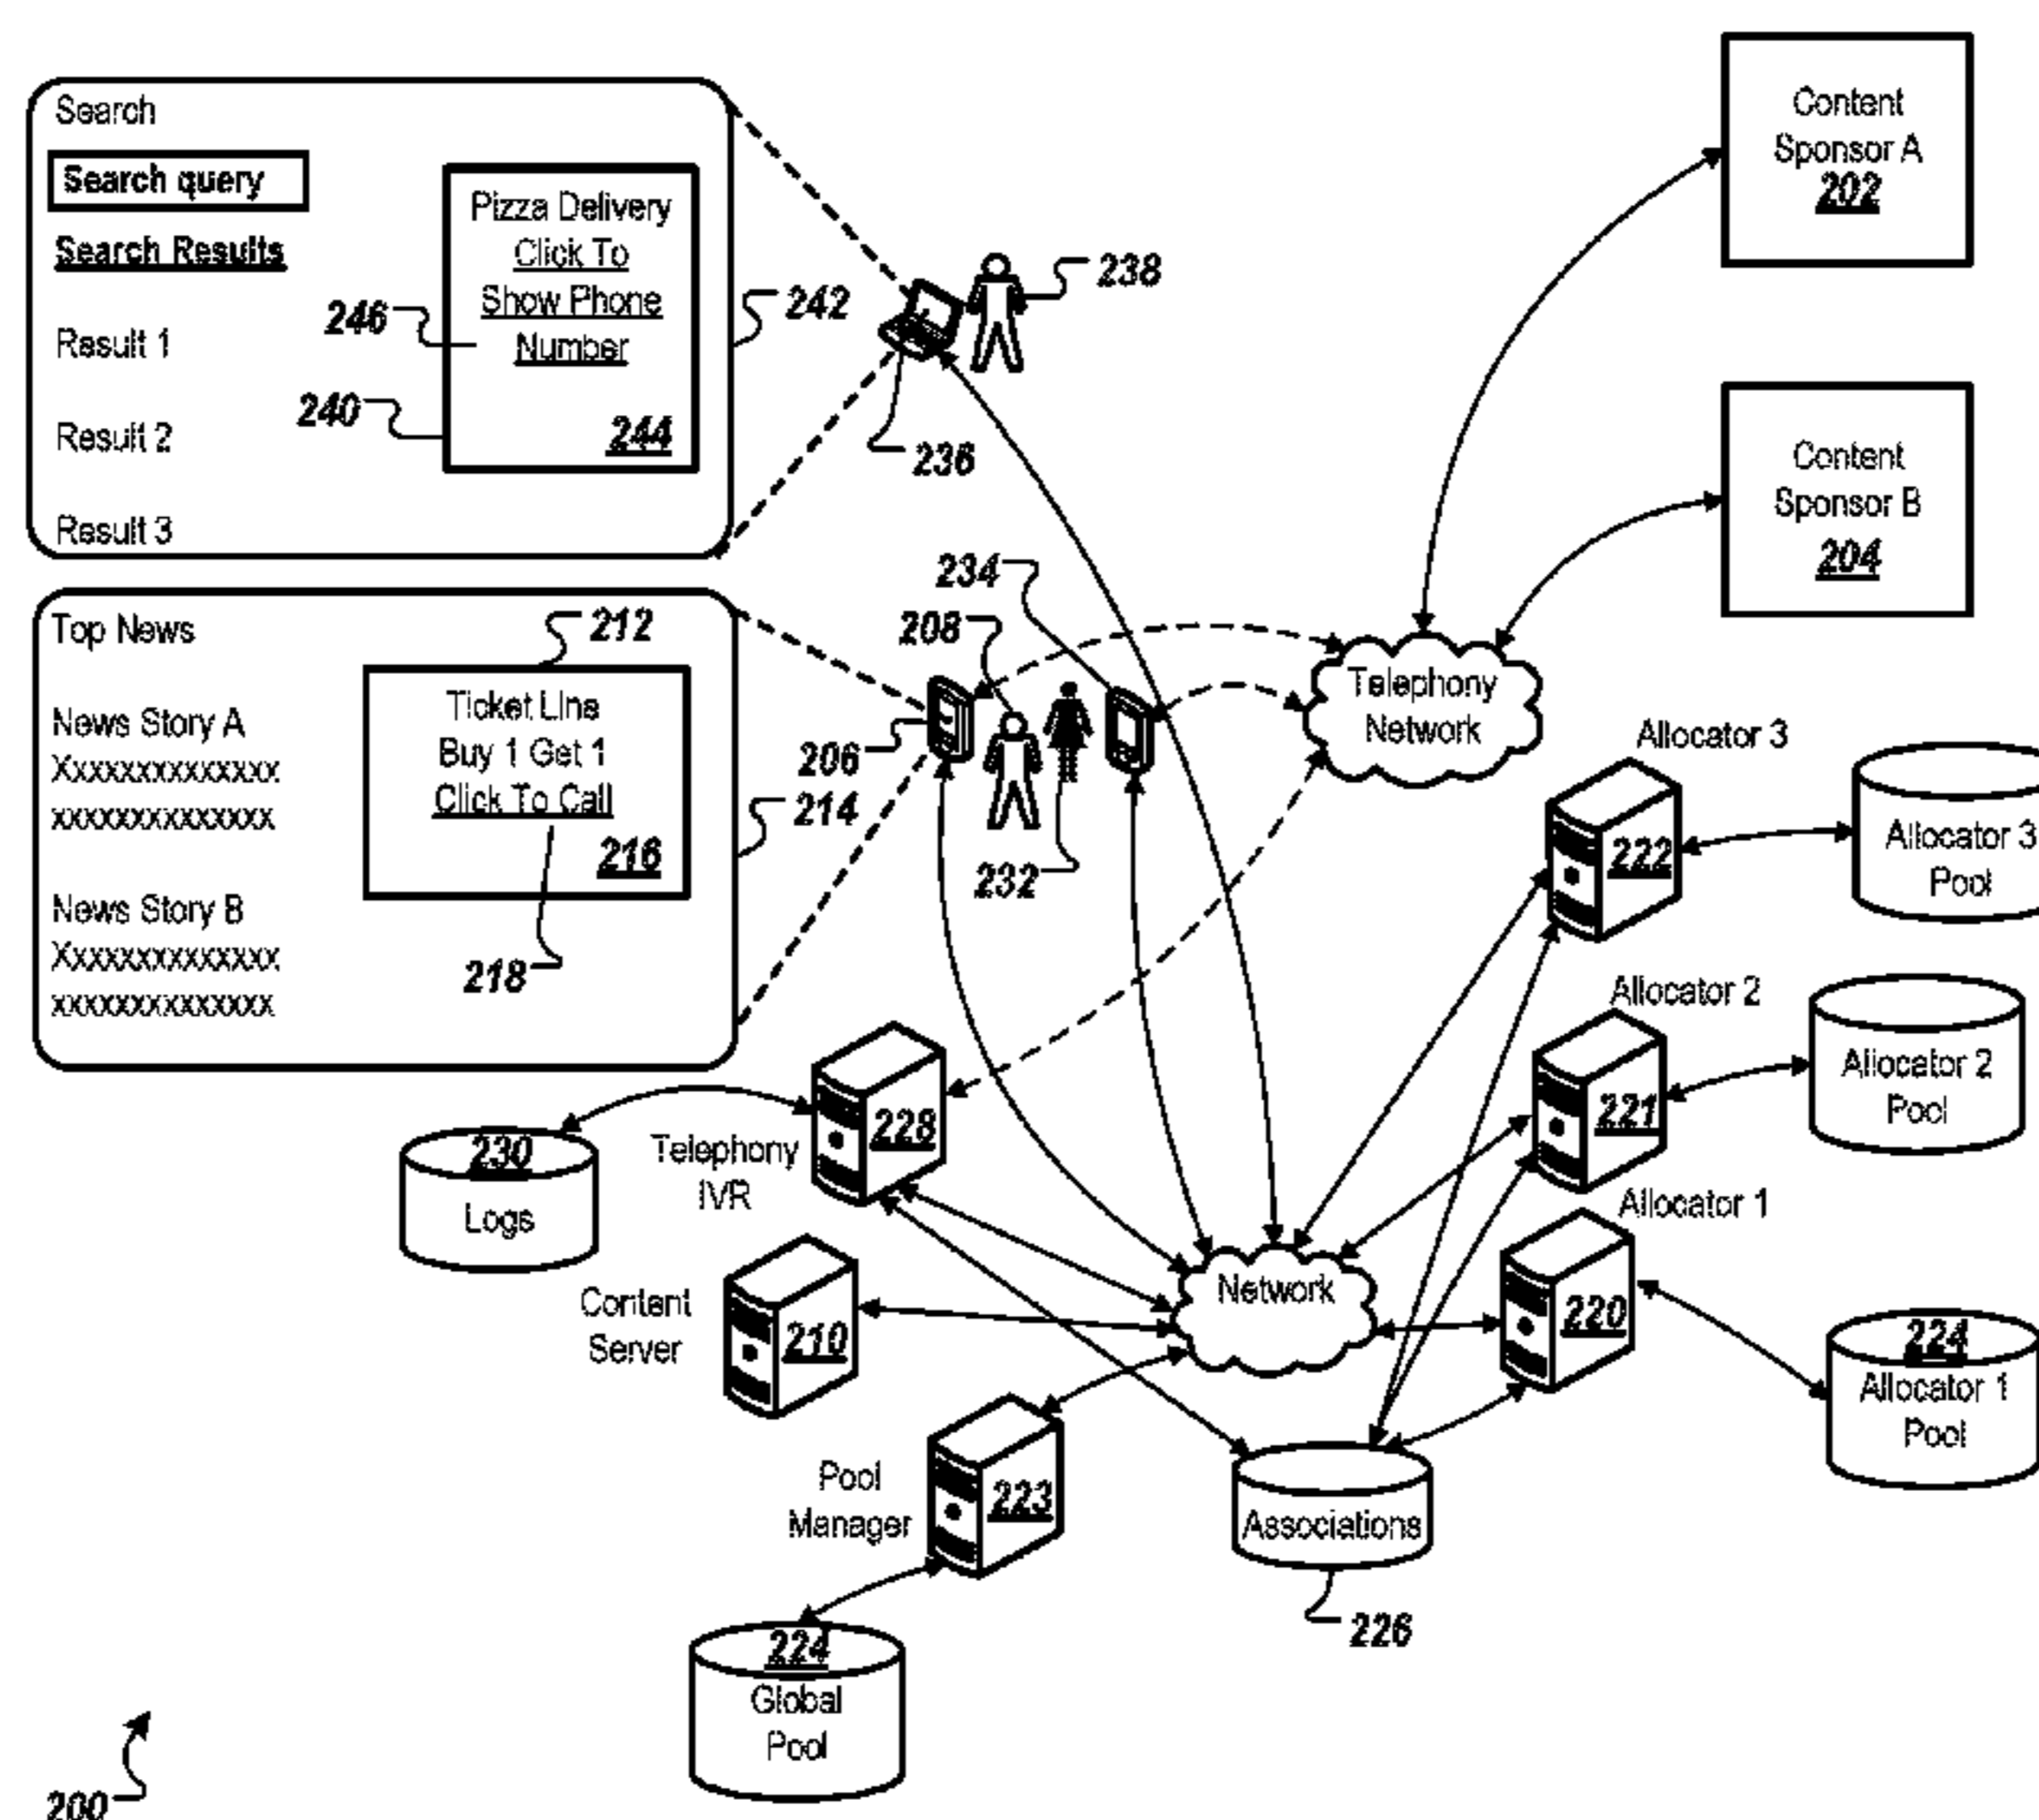 Search
Search query
Search Results
Result 1
Result 2
Result 3
Pizza Delivery
Click To
Show Phone
Number
244
246
240
242
238
236
Content
Sponsor A
202
Content
Sponsor B
204
Top News
News Story A
Xxxxxxxxxxxxxx
xxxxxxxxxxxxxx
News Story B
Xxxxxxxxxxxxxx
xxxxxxxxxxxxxx
212
Ticket Line
Buy 1 Get 1
Click To Call
216
218
214
206
208
232
234
Telephony
Network
Allocator 3
222
Allocator 3
Pool
Allocator 2
221
Allocator 2
Pool
Allocator 1
220
224
Allocator 1
Pool
230
Logs
Telephony
IVR
228
Content
Server
210
Network
Pool
Manager
223
Associations
226
224
Global
Pool
200